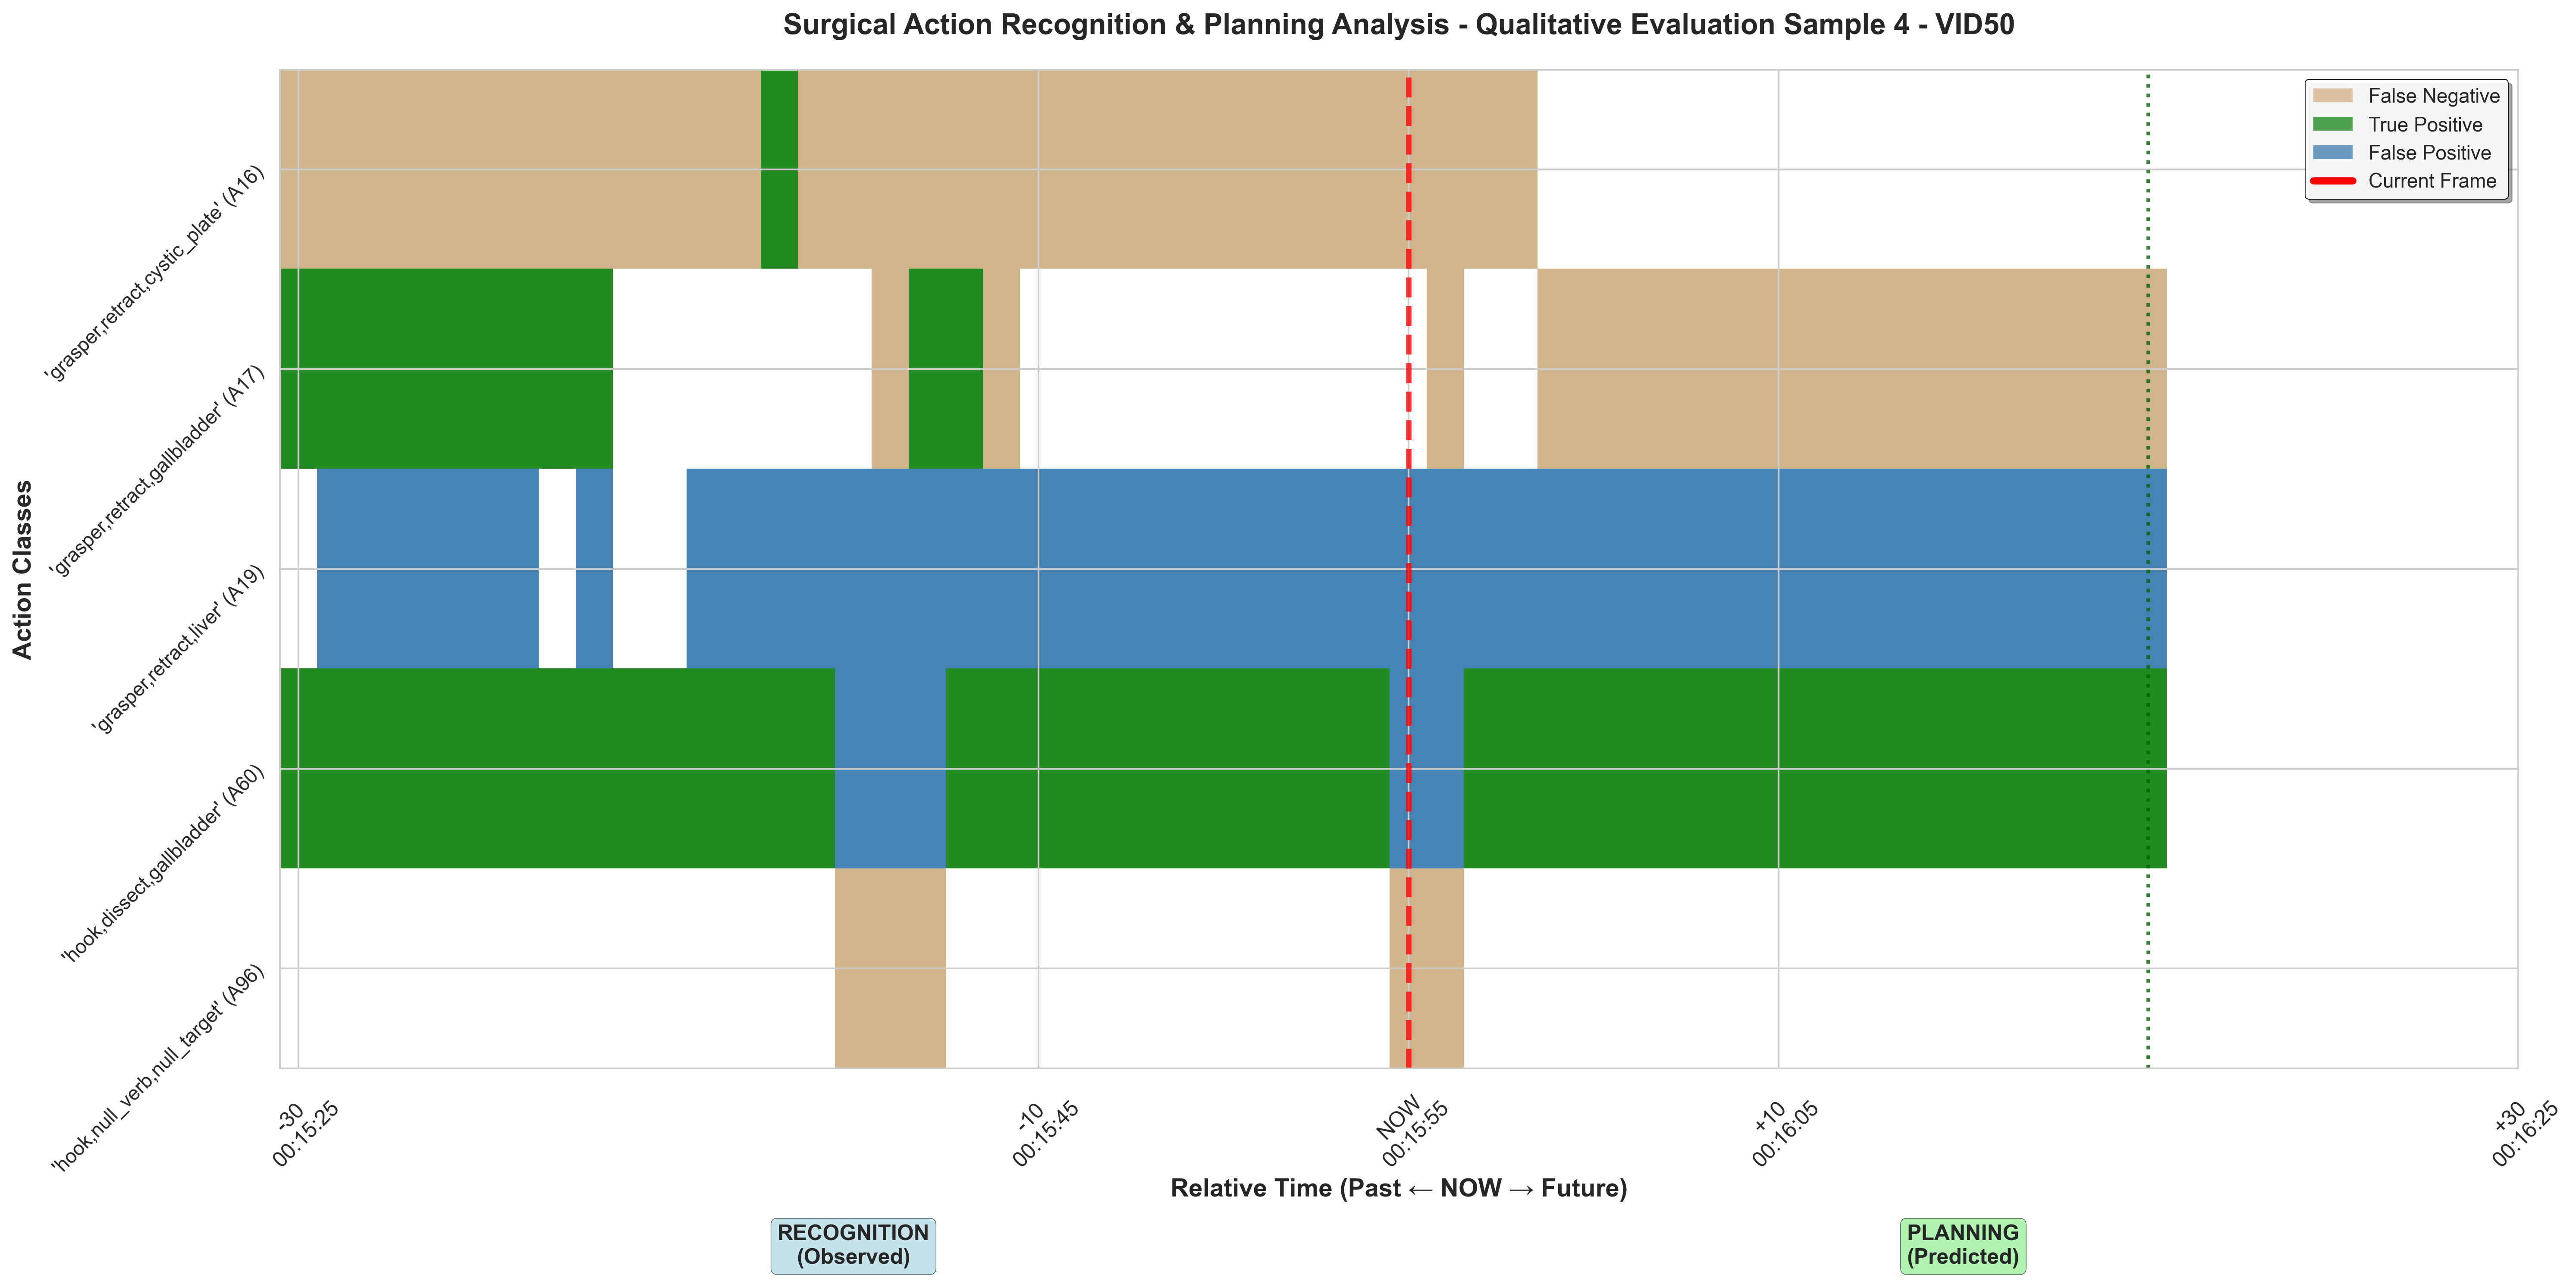 Surgical Action Recognition & Planning Analysis - Qualitative Evaluation Sample 4 - VID50
False Negative
True Positive
False Positive
Current Frame
Action Classes
'grasper,retract,cystic_plate' (A16)
'grasper,retract,gallbladder' (A17)
'grasper,retract,liver' (A19)
'hook,dissect,gallbladder' (A60)
'hook,null_verb,null_target' (A96)
-30
00:15:25
-10
00:15:45
NOW
00:15:55
+10
00:16:05
+30
00:16:25
Relative Time (Past ← NOW → Future)
RECOGNITION
(Observed)
PLANNING
(Predicted)